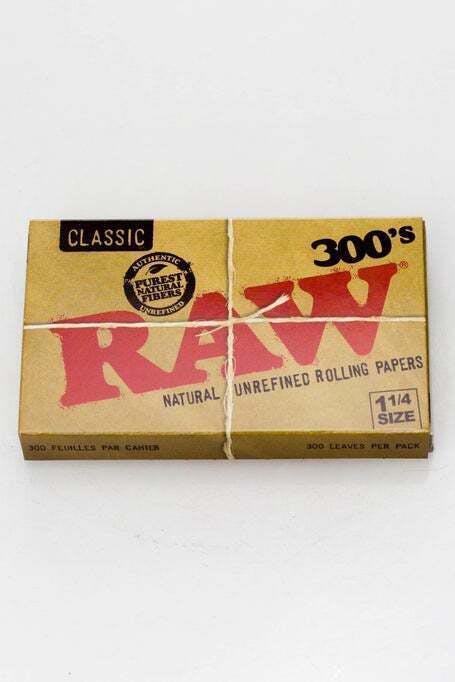 CLASSIC
300's
AUTHENTIC
PUREST
NATURAL
FIBERS
UNREFINED
RAW®
NATURAL UNREFINED ROLLING PAPERS
1 1/4
SIZE
300 FEUILLES PAR CAHIER
300 LEAVES PER PACK